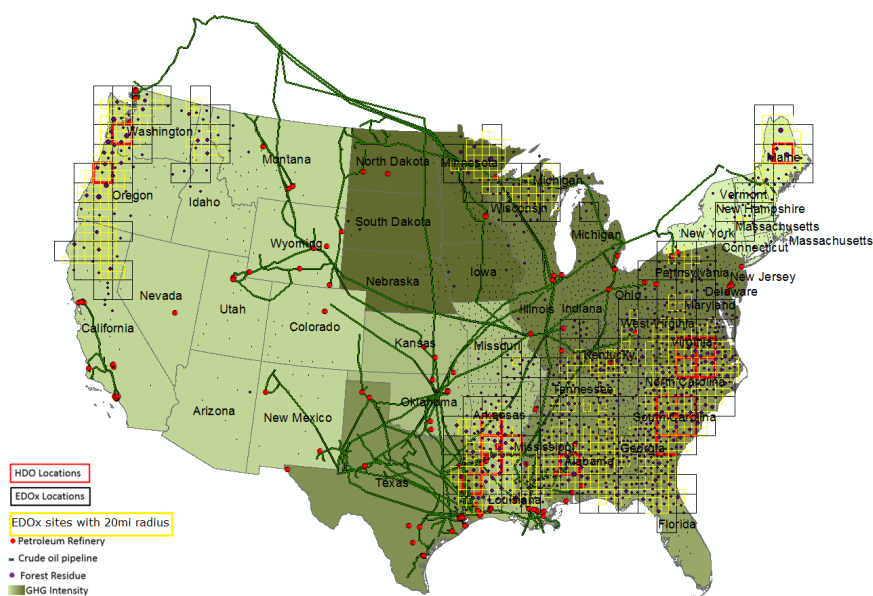 Washington
Montana
North Dakota
Minnesota
Maine
Michigan
Oregon
Idaho
Vermont
Wisconsin
New Hampshire
South Dakota
Massachusetts
Michigan
New York
Massachusetts
Wyoming
Connecticut
Iowa
Pennsylvania
New Jersey
Nebraska
Delaware
Nevada
Utah
Illinois
Indiana
Ohio
Maryland
California
Colorado
West Virginia
Kansas
Missouri
Virginia
Kentucky
North Carolina
Tennessee
Arizona
New Mexico
Oklahoma
Arkansas
South Carolina
Mississippi
Georgia
Alabama
Texas
Louisiana
Florida
HDO Locations
EDOx Locations
EDOx sites with 20mi radius
Petroleum Refinery
Crude oil pipeline
Forest Residue
GHG Intensity